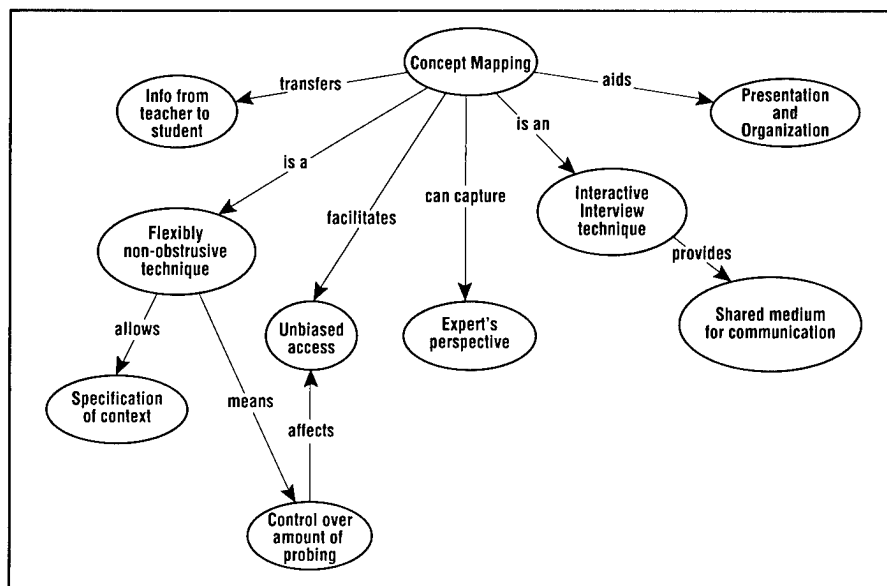 Concept Mapping
transfers
aids
Info from
teacher to
student
Presentation
and
Organization
is an
is a
Interactive
Interview
technique
can capture
facilitates
Flexibly
non-obstrusive
technique
provides
Shared medium
for communication
allows
Unbiased
access
Expert's
perspective
Specification
of context
means
affects
Control over
amount of
probing